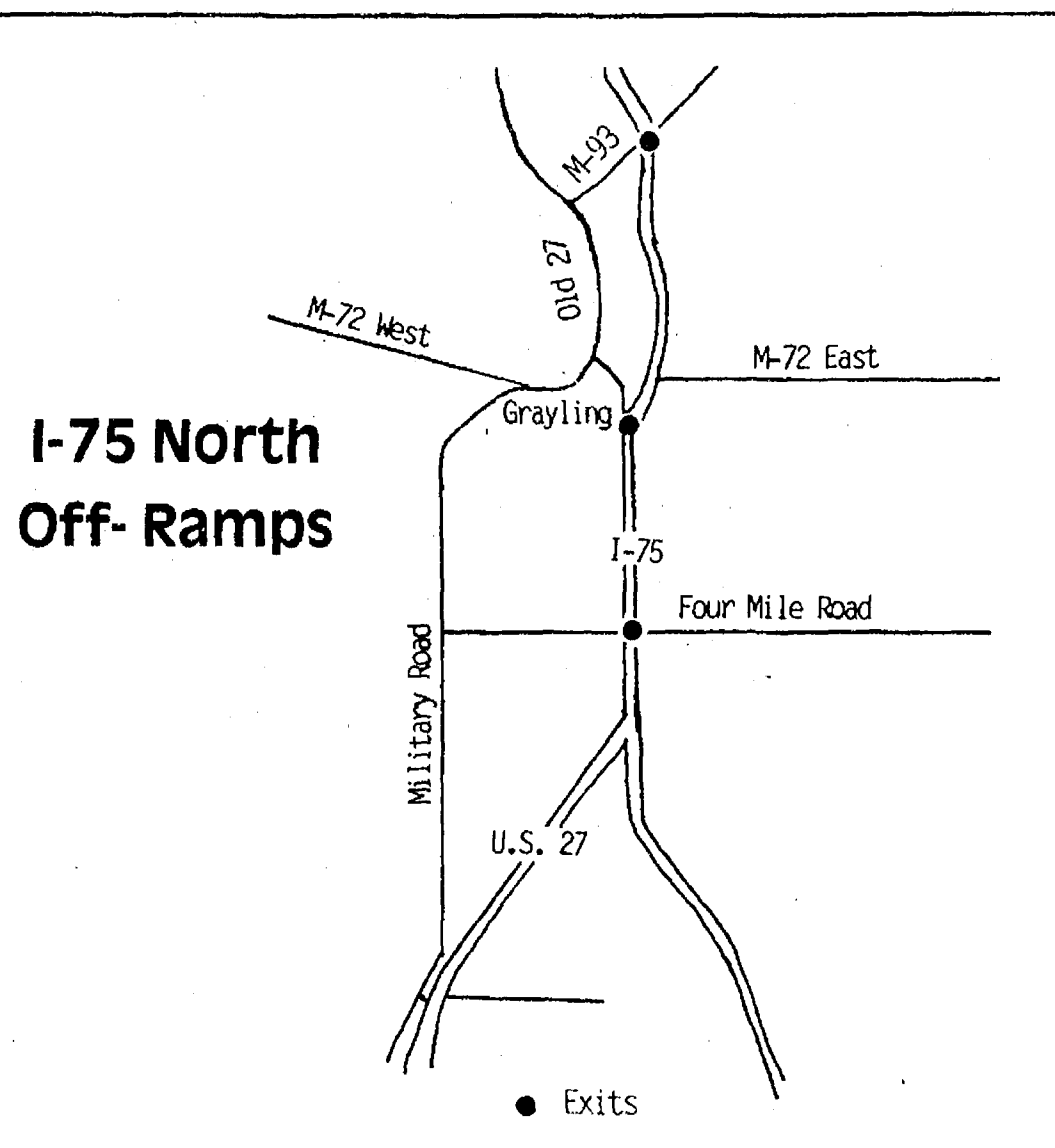 M-93
Old 27
M-72 West
M-72 East
Grayling
I-75 North
Off- Ramps
I-75
Four Mile Road
Military Road
U.S. 27
Exits